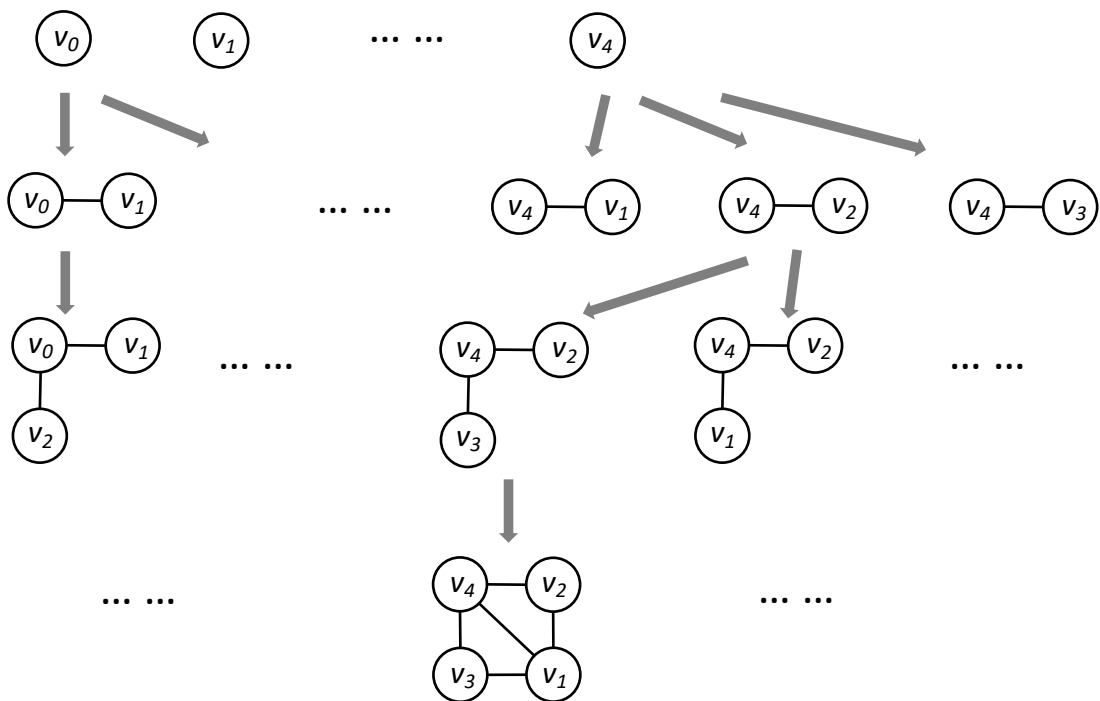 v0 v1 ... ... v4
v0 v1 ... ... v4 v1 v4 v2 v4 v3
v0 v1 ... ... v4 v2 v4 v2 ... ...
v2 v3 v1
... ... v4 v2 ... ...
v3 v1